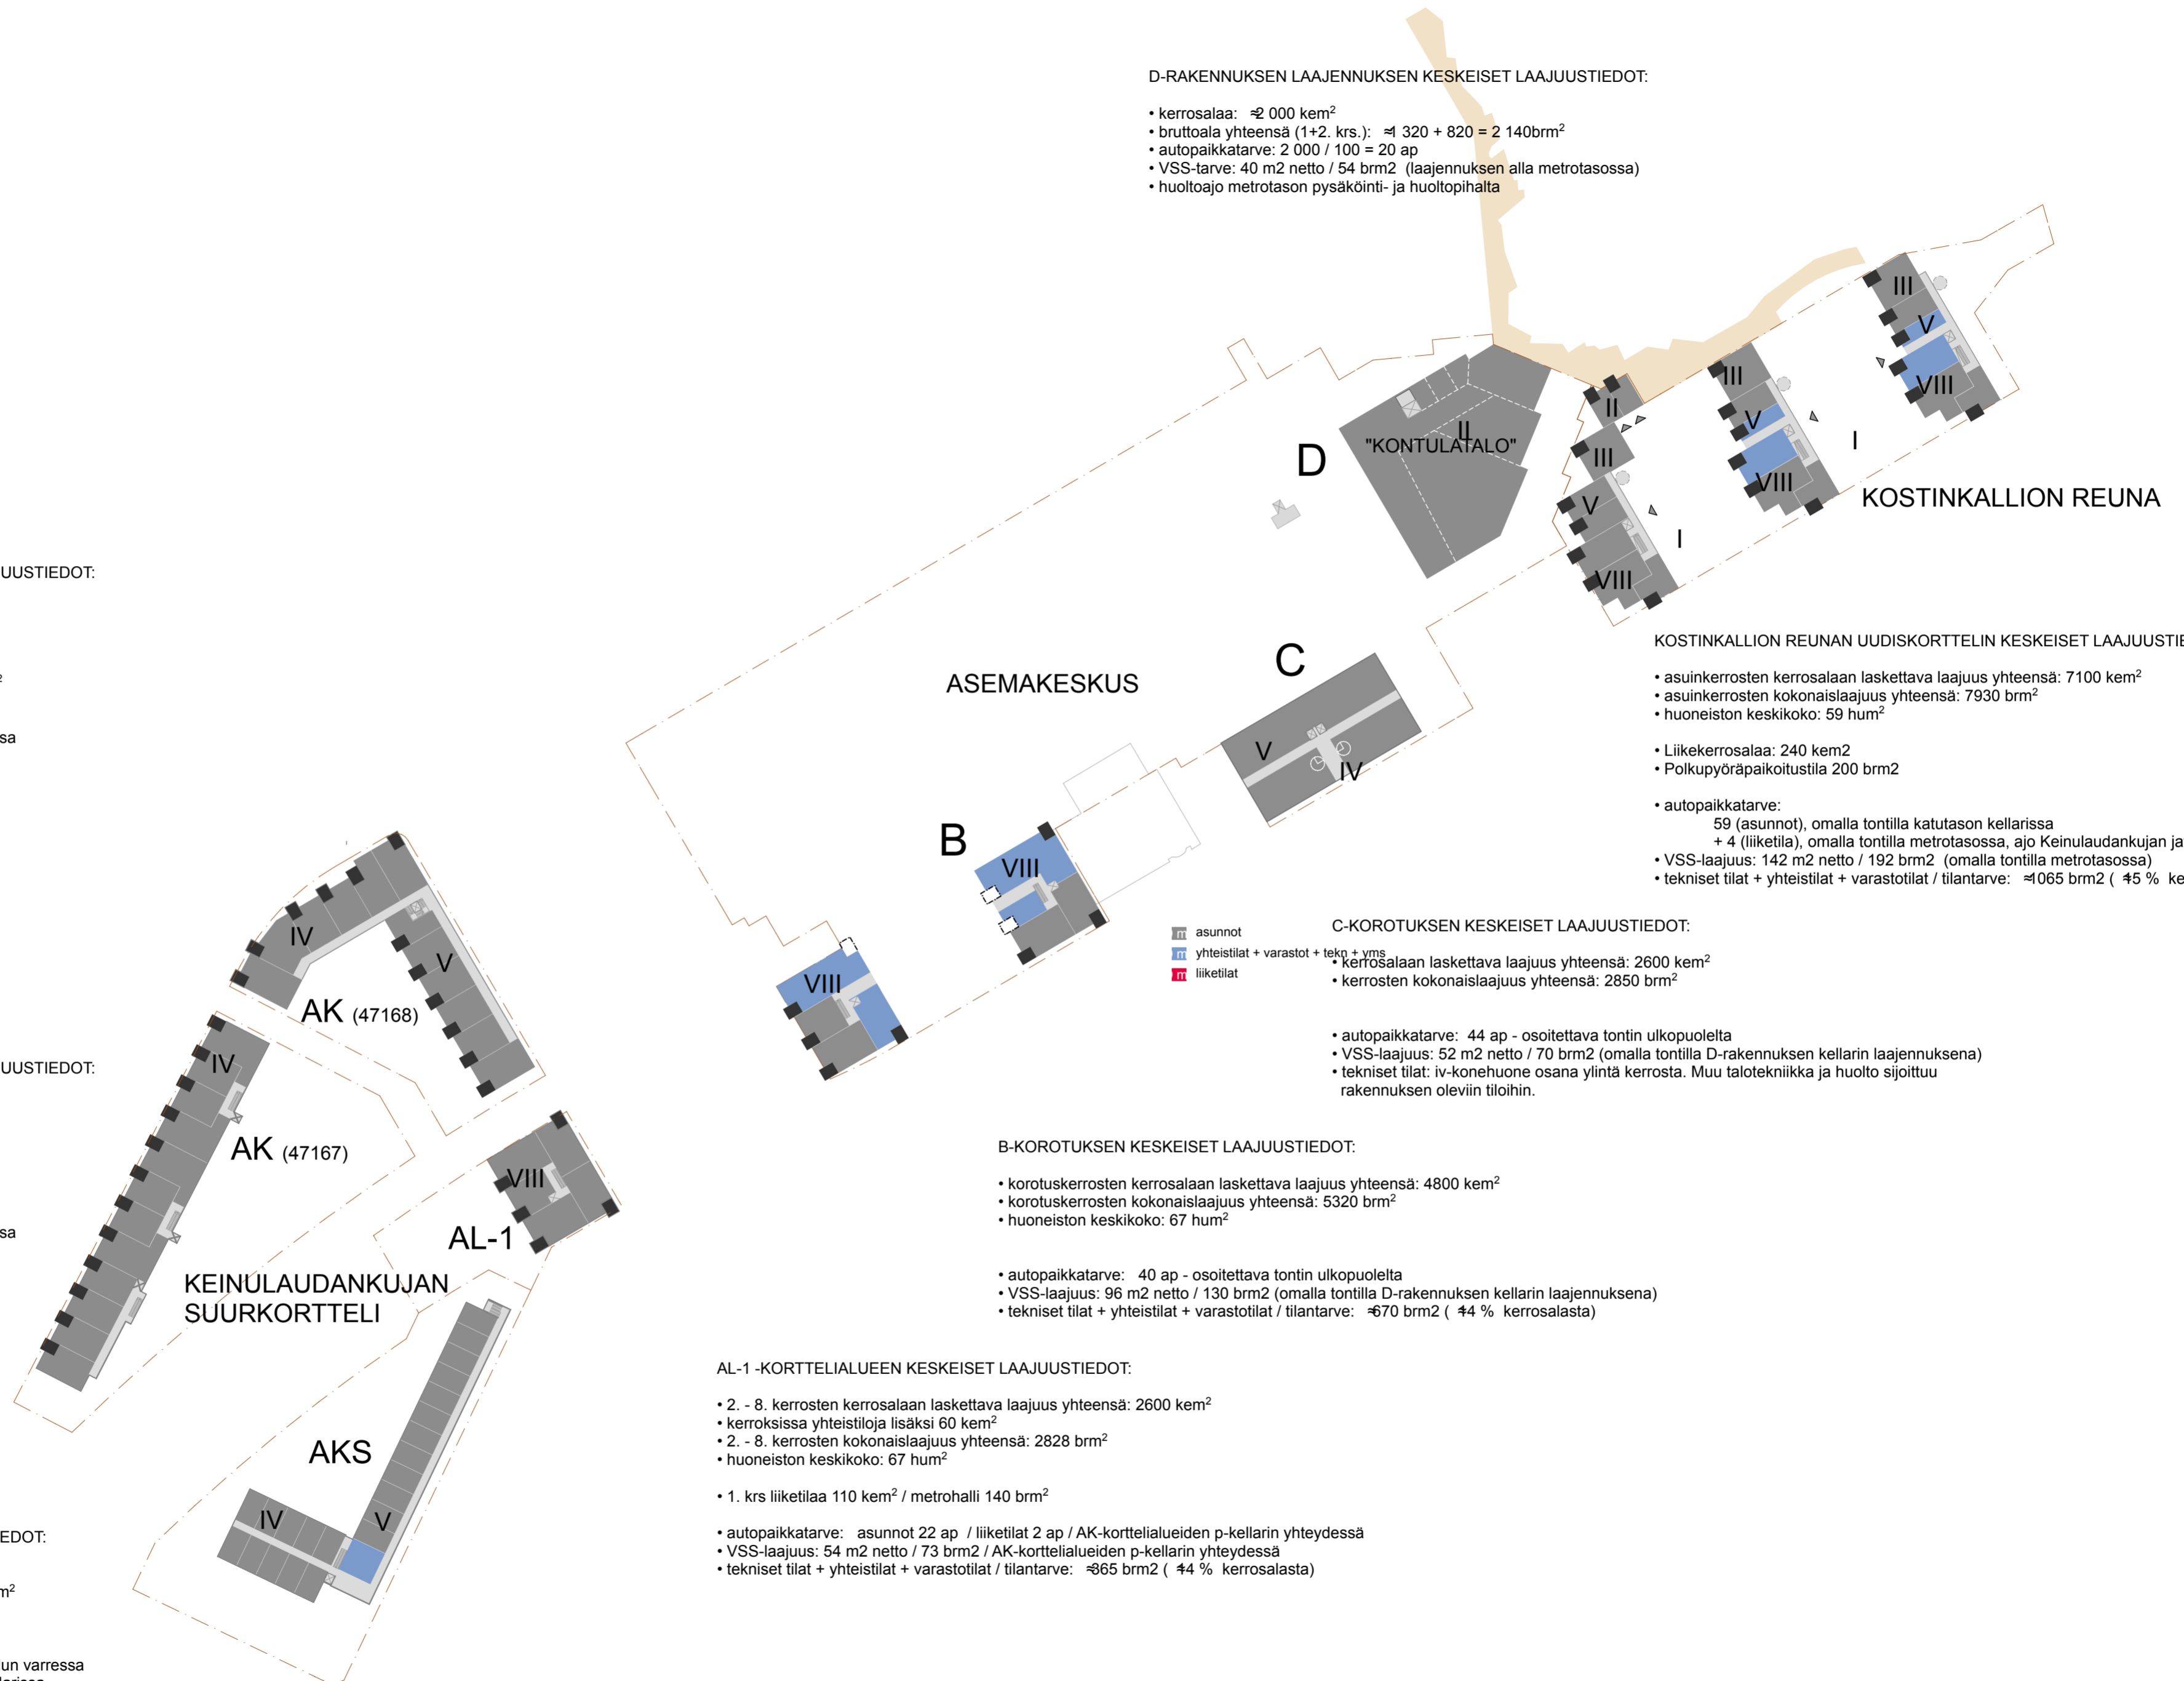 D-RAKENNUKSEN LAAJENNUKSEN KESKEISET LAAJUUSTIEDOT:
• kerrosalaa: ≈2 000 kem²
• bruttoala yhteensä (1+2. krs.): ≈1 320 + 820 = 2 140brm²
• autopaikkatarve: 2 000 / 100 = 20 ap
• VSS-tarve: 40 m2 netto / 54 brm2 (laajennuksen alla metrotasossa)
• huoltoajo metrotason pysäköinti- ja huoltopihalta
III
V
VIII
III
V
VIII
I
II
III
V
VIII
I
II
"KONTULATALO"
D
KOSTINKALLION REUNA
UUSTIEDOT:
2
sa
KOSTINKALLION REUNAN UUDISKORTTELIN KESKEISET LAAJUUSTIE
• asuinkerrosten kerrosalaan laskettava laajuus yhteensä: 7100 kem²
• asuinkerrosten kokonaislaajuus yhteensä: 7930 brm²
• huoneiston keskikoko: 59 hum²
• Liikekerrosalaa: 240 kem2
• Polkupyöräpaikoitustila 200 brm2
• autopaikkatarve:
59 (asunnot), omalla tontilla katutason kellarissa
+ 4 (liiketila), omalla tontilla metrotasossa, ajo Keinulaudankujan ja
• VSS-laajuus: 142 m2 netto / 192 brm2 (omalla tontilla metrotasossa)
• tekniset tilat + yhteistilat + varastotilat / tilantarve: ≈1065 brm2 ( ≈15 % ke
C
ASEMAKESKUS
V
IV
B
VIII
VIII
m asunnot
m yhteistilat + varastot + tekn + yms
m liiketilat
C-KOROTUKSEN KESKEISET LAAJUUSTIEDOT:
• kerrosalaan laskettava laajuus yhteensä: 2600 kem²
• kerrosten kokonaislaajuus yhteensä: 2850 brm²
• autopaikkatarve: 44 ap - osoitettava tontin ulkopuolelta
• VSS-laajuus: 52 m2 netto / 70 brm2 (omalla tontilla D-rakennuksen kellarin laajennuksena)
• tekniset tilat: iv-konehuone osana ylintä kerrosta. Muu talotekniikka ja huolto sijoittuu
rakennuksen oleviin tiloihin.
IV
V
AK (47168)
UUSTIEDOT:
IV
AK (47167)
sa
VIII
AL-1
KEINULAUDANKUJAN
SUURKORTTELI
B-KOROTUKSEN KESKEISET LAAJUUSTIEDOT:
• korotuskerrosten kerrosalaan laskettava laajuus yhteensä: 4800 kem²
• korotuskerrosten kokonaislaajuus yhteensä: 5320 brm²
• huoneiston keskikoko: 67 hum²
• autopaikkatarve: 40 ap - osoitettava tontin ulkopuolelta
• VSS-laajuus: 96 m2 netto / 130 brm2 (omalla tontilla D-rakennuksen kellarin laajennuksena)
• tekniset tilat + yhteistilat + varastotilat / tilantarve: ≈670 brm2 ( ≈14 % kerrosalasta)
AL-1 -KORTTELIALUEEN KESKEISET LAAJUUSTIEDOT:
• 2. - 8. kerrosten kerrosalaan laskettava laajuus yhteensä: 2600 kem²
• kerroksissa yhteistiloja lisäksi 60 kem²
• 2. - 8. kerrosten kokonaislaajuus yhteensä: 2828 brm²
• huoneiston keskikoko: 67 hum²
• 1. krs liiketilaa 110 kem² / metrohalli 140 brm²
• autopaikkatarve: asunnot 22 ap / liiketilat 2 ap / AK-korttelialueiden p-kellarin yhteydessä
• VSS-laajuus: 54 m2 netto / 73 brm2 / AK-korttelialueiden p-kellarin yhteydessä
• tekniset tilat + yhteistilat + varastotilat / tilantarve: ≈365 brm2 ( ≈14 % kerrosalasta)
AKS
IV
V
EDOT:
m²
m²
un varressa